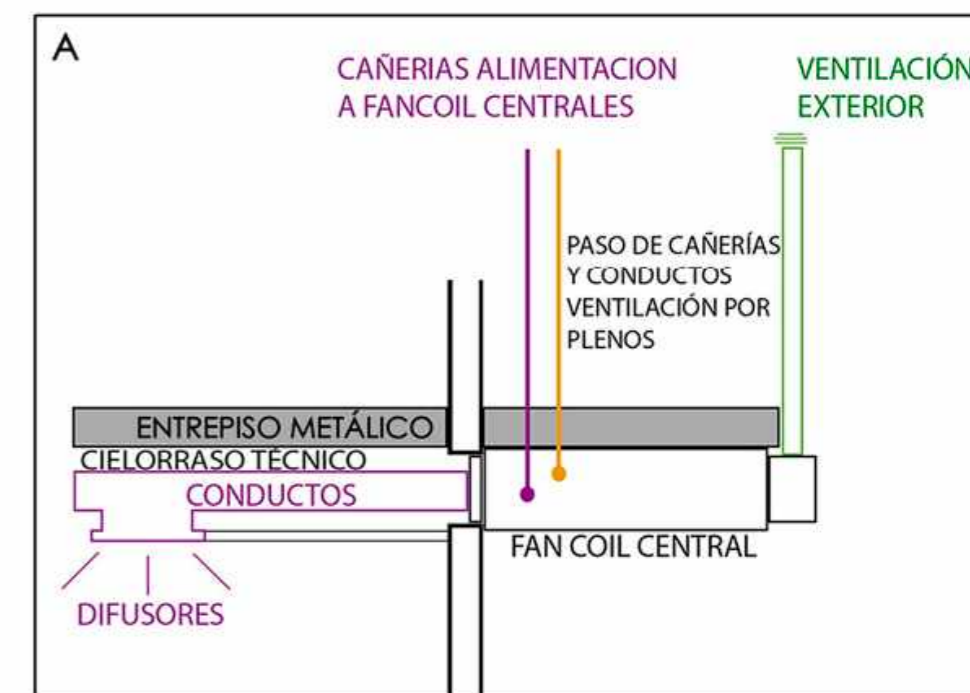 A
CAÑERIAS ALIMENTACION
A FANCOIL CENTRALES
VENTILACIÓN
EXTERIOR
PASO DE CAÑERÍAS
Y CONDUCTOS
VENTILACIÓN POR
PLENOS
ENTREPISO METÁLICO
CIELORRASO TÉCNICO
CONDUCTOS
FAN COIL CENTRAL
DIFUSORES